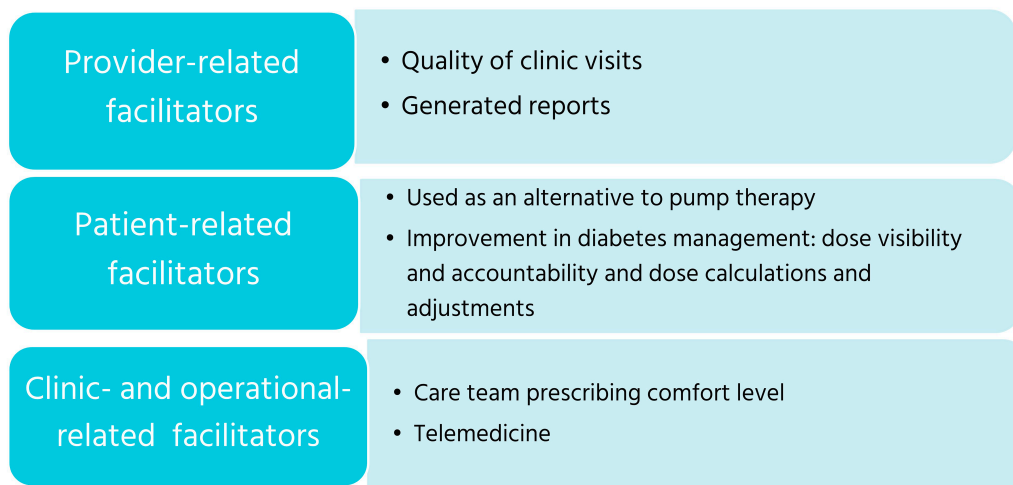 Provider-related
facilitators
• Quality of clinic visits
• Generated reports
Patient-related
facilitators
• Used as an alternative to pump therapy
• Improvement in diabetes management: dose visibility
and accountability and dose calculations and
adjustments
Clinic- and operational-
related facilitators
• Care team prescribing comfort level
• Telemedicine